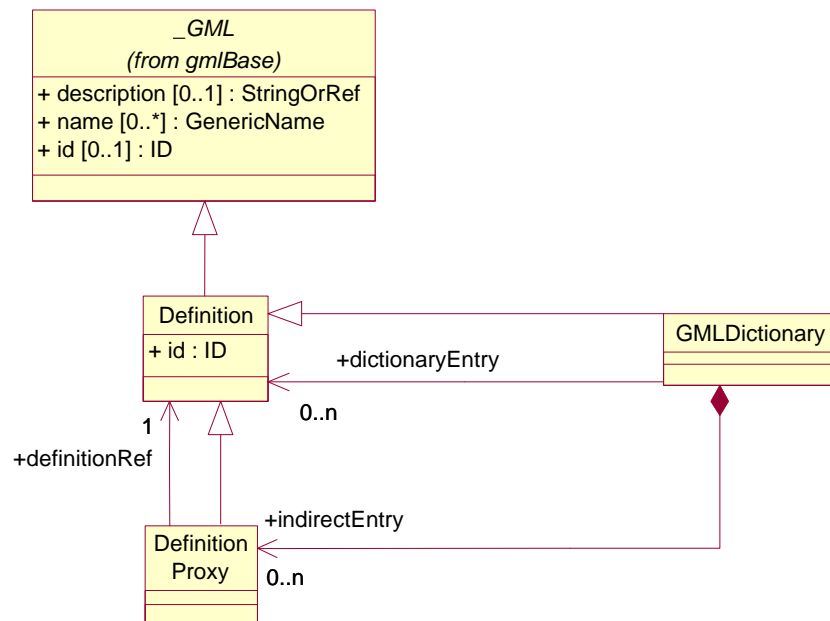 _GML
(from gmlBase)
+ description [0..1] : StringOrRef
+ name [0..*] : GenericName
+ id [0..1] : ID
Definition
+ id : ID
GMLDictionary
+dictionaryEntry
0..n
1
+definitionRef
+indirectEntry
Definition
Proxy
0..n